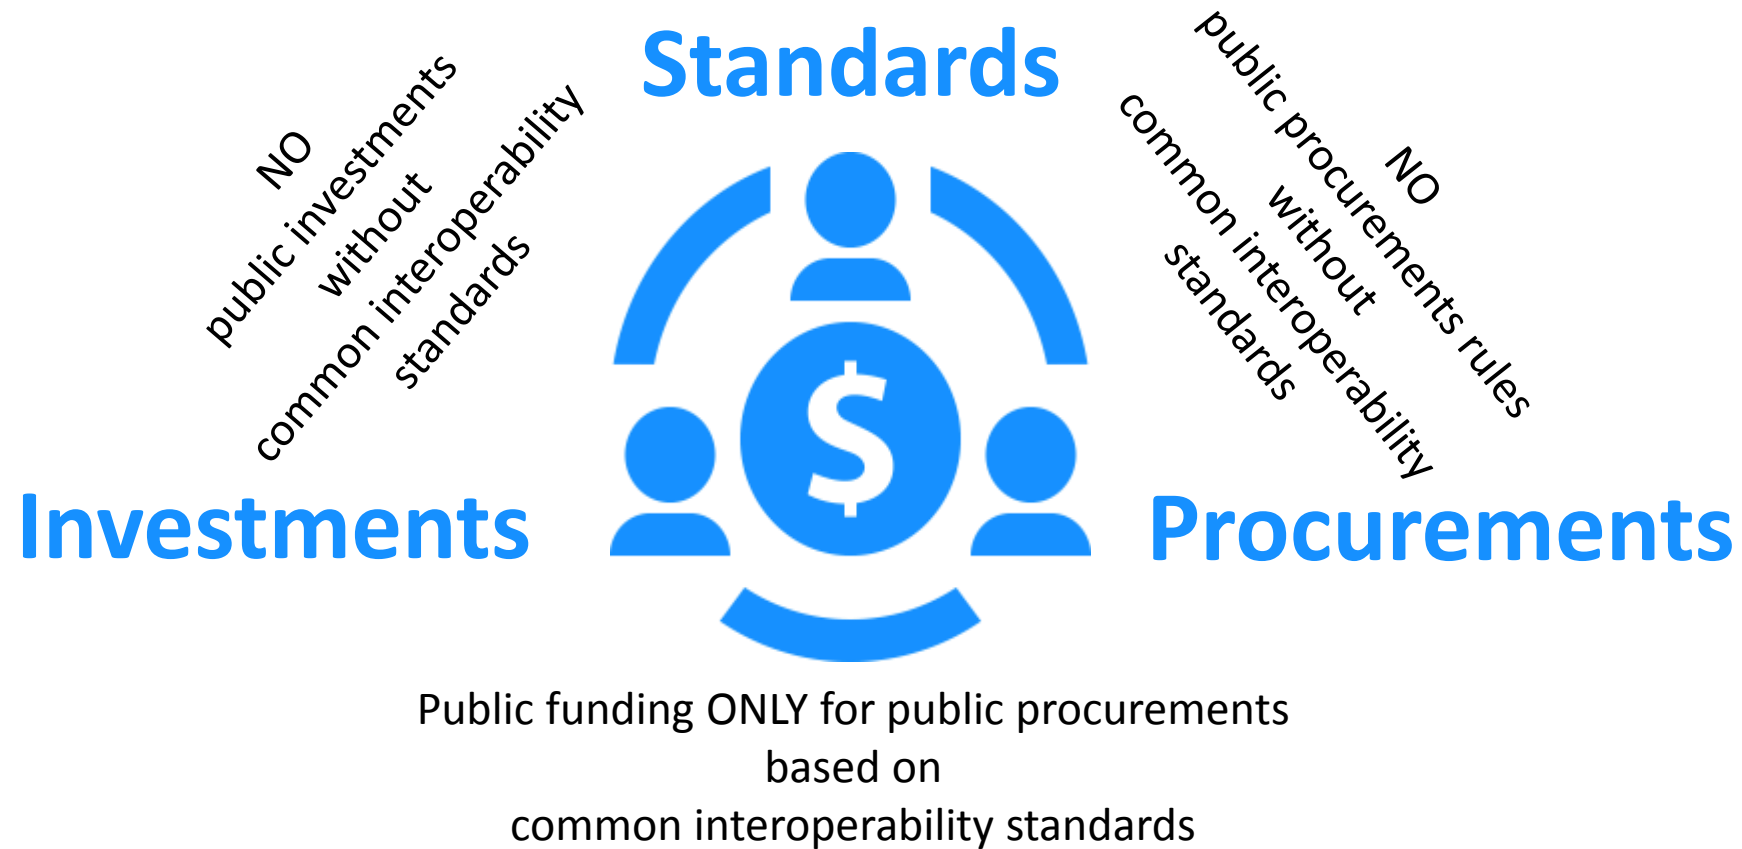 Standards
NO
public investments
without
common interoperability
standards
NO
public procurements rules
without
common interoperability
standards
$
Investments
Procurements
Public funding ONLY for public procurements
based on
common interoperability standards